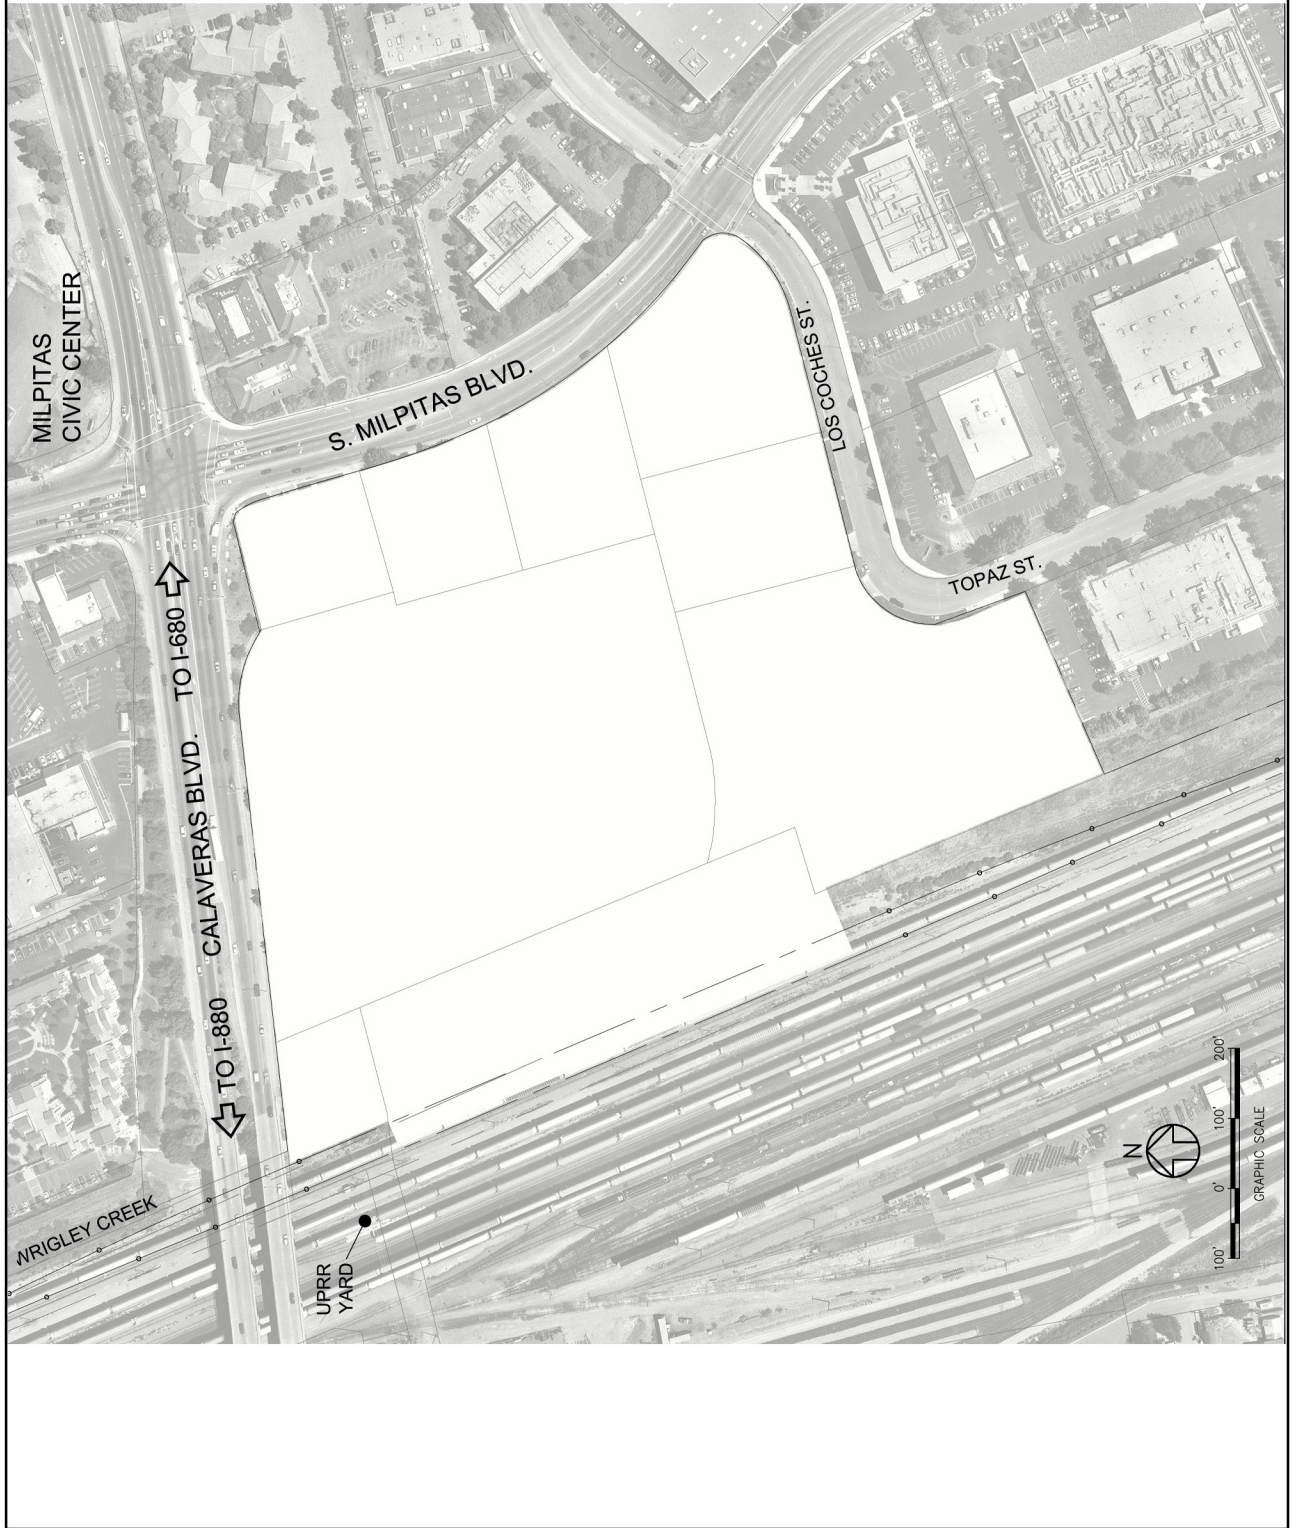 MILPITAS
CIVIC CENTER
S. MILPITAS BLVD.
LOS COCHES ST.
TOPAZ ST.
TO I-680
CALAVERAS BLVD.
TO I-880
WRIGLEY CREEK
UPRR
YARD
N
100' 0' 100' 200'
GRAPHIC SCALE